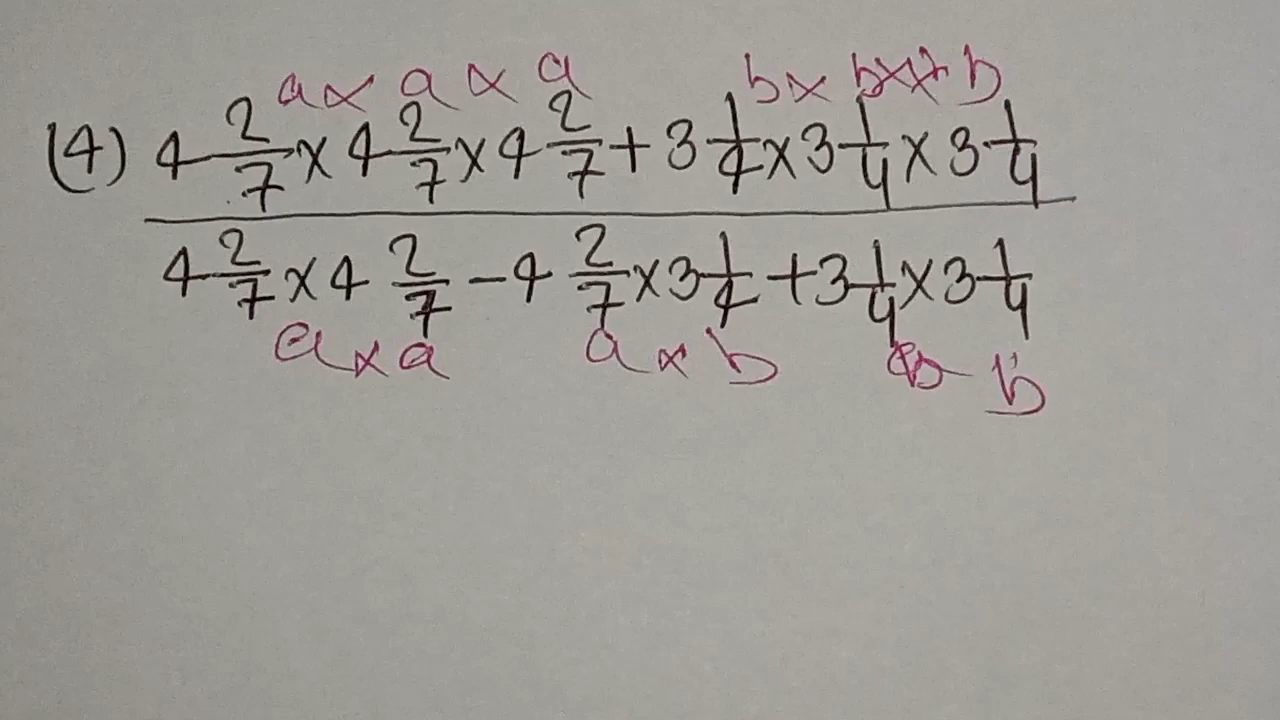 a × a × a b × b × b
(4) 4 2/7 × 4 2/7 × 4 2/7 + 3 1/4 × 3 1/4 × 3 1/4
4 2/7 × 4 2/7 - 4 2/7 × 3 1/4 + 3 1/4 × 3 1/4
a × a a × b b - b